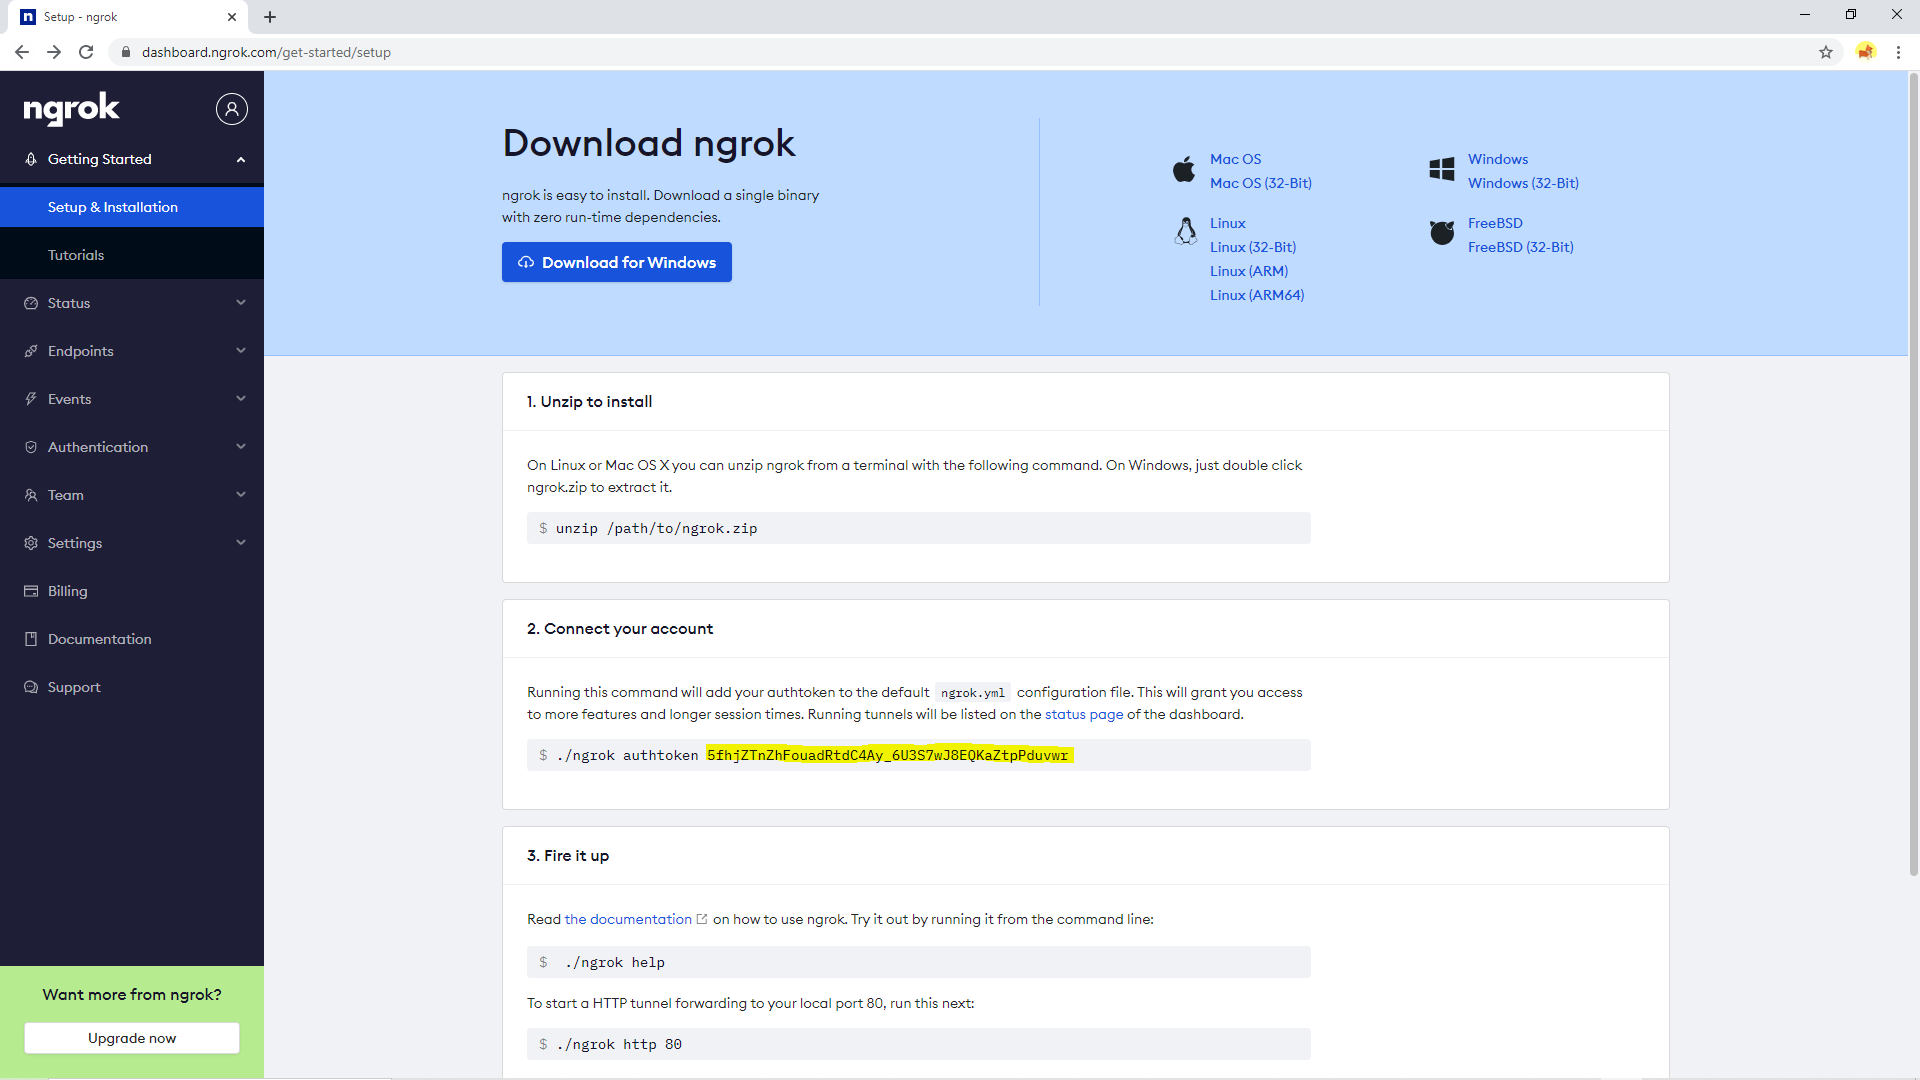 Setup - ngrok
dashboard.ngrok.com/get-started/setup
ngrok
Getting Started
Setup & Installation
Tutorials
Status
Endpoints
Events
Authentication
Team
Settings
Billing
Documentation
Support
Want more from ngrok?
Upgrade now
Download ngrok
ngrok is easy to install. Download a single binary
with zero run-time dependencies.
Download for Windows
Mac OS
Mac OS (32-Bit)
Linux
Linux (32-Bit)
Linux (ARM)
Linux (ARM64)
Windows
Windows (32-Bit)
FreeBSD
FreeBSD (32-Bit)
1. Unzip to install
On Linux or Mac OS X you can unzip ngrok from a terminal with the following command. On Windows, just double click
ngrok.zip to extract it.
$ unzip /path/to/ngrok.zip
2. Connect your account
Running this command will add your authtoken to the default ngrok.yml configuration file. This will grant you access
to more features and longer session times. Running tunnels will be listed on the status page of the dashboard.
$ ./ngrok authtoken 5fhjZTnZhFouadRtdC4Ay_6U3S7wJ8EQKaZtpPduvwr
3. Fire it up
Read the documentation on how to use ngrok. Try it out by running it from the command line:
$ ./ngrok help
To start a HTTP tunnel forwarding to your local port 80, run this next:
$ ./ngrok http 80